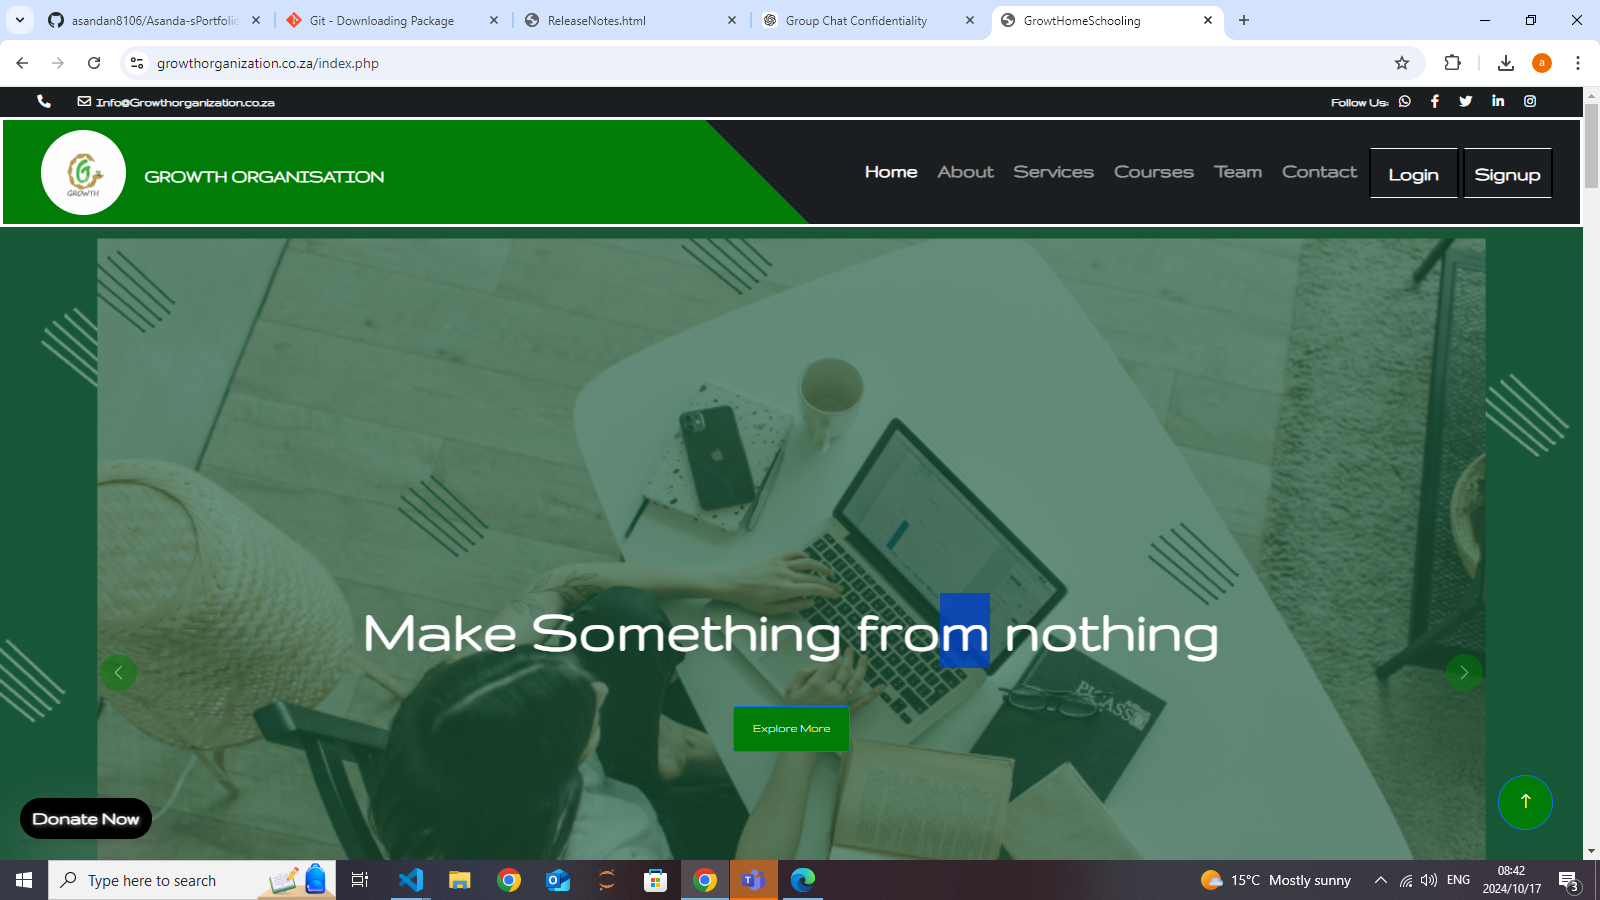 asandan8106/Asanda-sPortfolio
Git - Downloading Package
ReleaseNotes.html
Group Chat Confidentiality
GrowtHomeSchooling
growthorganization.co.za/index.php
a
Info@Growthorganization.co.za
Follow Us:
GROWTH
GROWTH ORGANISATION
Home
About
Services
Courses
Team
Contact
Login
Signup
Make Something from nothing
PICASSO
Explore More
Donate Now
Type here to search
15°C Mostly sunny
ENG
08:42
2024/10/17
3